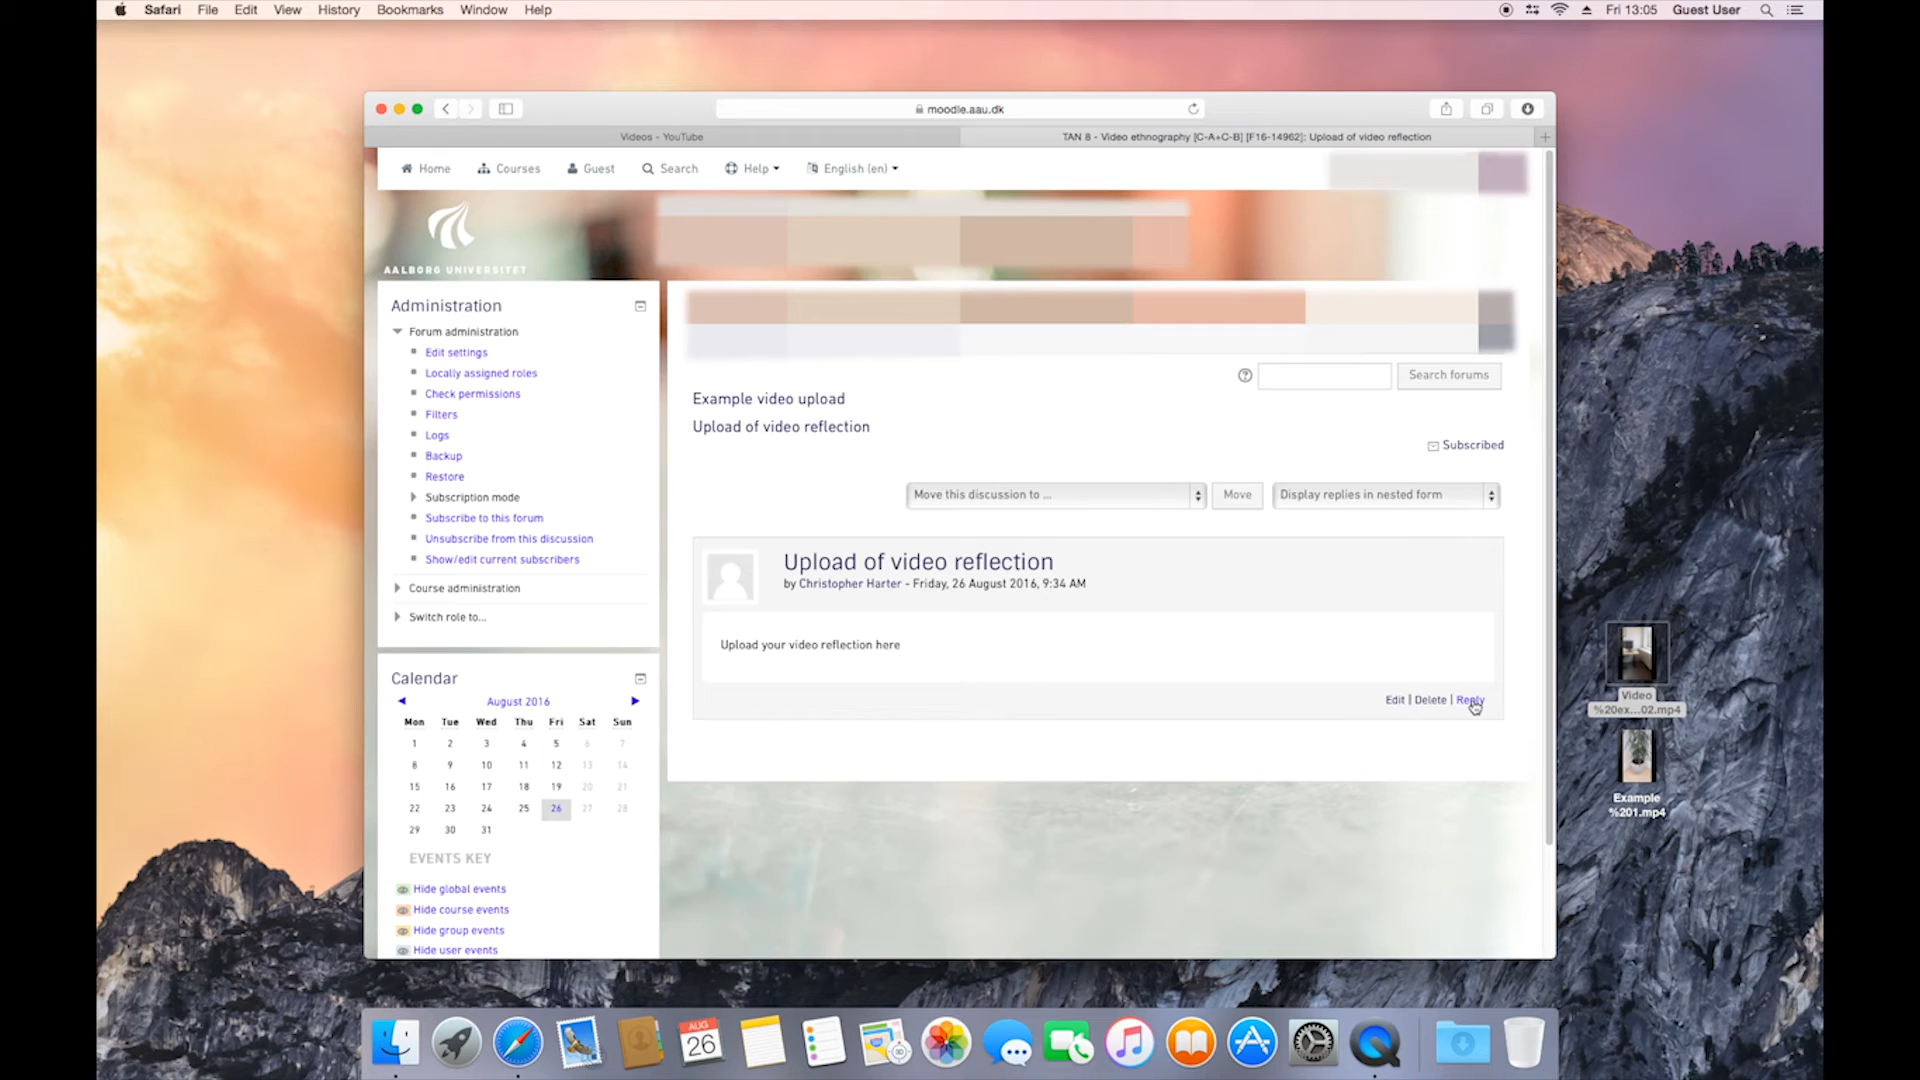 Safari File Edit View History Bookmarks Window Help
Fri 13:05 Guest User
moodle.aau.dk
Videos - YouTube
TAN 8 - Video ethnography [C-A+C-B] [F16-14962]: Upload of video reflection
Home Courses Guest Search Help English (en)
AALBORG UNIVERSITET
Administration
Forum administration
Edit settings
Locally assigned roles
Check permissions
Filters
Logs
Backup
Restore
Subscription mode
Subscribe to this forum
Unsubscribe from this discussion
Show/edit current subscribers
Course administration
Switch role to...
Calendar
August 2016
Mon Tue Wed Thu Fri Sat Sun
1 2 3 4 5 6 7
8 9 10 11 12 13 14
15 16 17 18 19 20 21
22 23 24 25 26 27 28
29 30 31
EVENTS KEY
Hide global events
Hide course events
Hide group events
Hide user events
Search forums
Example video upload
Upload of video reflection
Subscribed
Move this discussion to ...
Move
Display replies in nested form
Upload of video reflection
by Christopher Harter - Friday, 26 August 2016, 9:34 AM
Upload your video reflection here
Edit | Delete | Reply
Video
%20ex...02.mp4
Example
%201.mp4
AUG
26